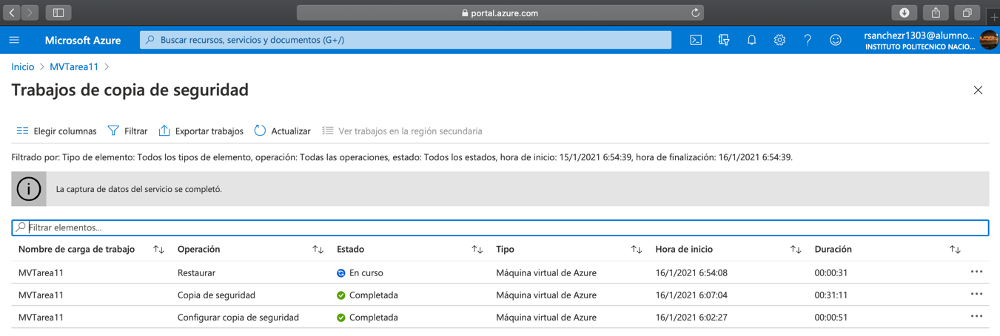 portal.azure.com
Microsoft Azure
Buscar recursos, servicios y documentos (G+/)
rsanchezr1303@alumno...
INSTITUTO POLITECNICO NACIO...
Inicio > MVTarea11 >
Trabajos de copia de seguridad
Elegir columnas Filtrar Exportar trabajos Actualizar Ver trabajos en la región secundaria
Filtrado por: Tipo de elemento: Todos los tipos de elemento, operación: Todas las operaciones, estado: Todos los estados, hora de inicio: 15/1/2021 6:54:39, hora de finalización: 16/1/2021 6:54:39.
La captura de datos del servicio se completó.
Filtrar elementos...
Nombre de carga de trabajo Operación Estado Tipo Hora de inicio Duración
MVTarea11 Restaurar En curso Máquina virtual de Azure 16/1/2021 6:54:08 00:00:31
MVTarea11 Copia de seguridad Completada Máquina virtual de Azure 16/1/2021 6:07:04 00:31:11
MVTarea11 Configurar copia de seguridad Completada Máquina virtual de Azure 16/1/2021 6:02:27 00:00:51